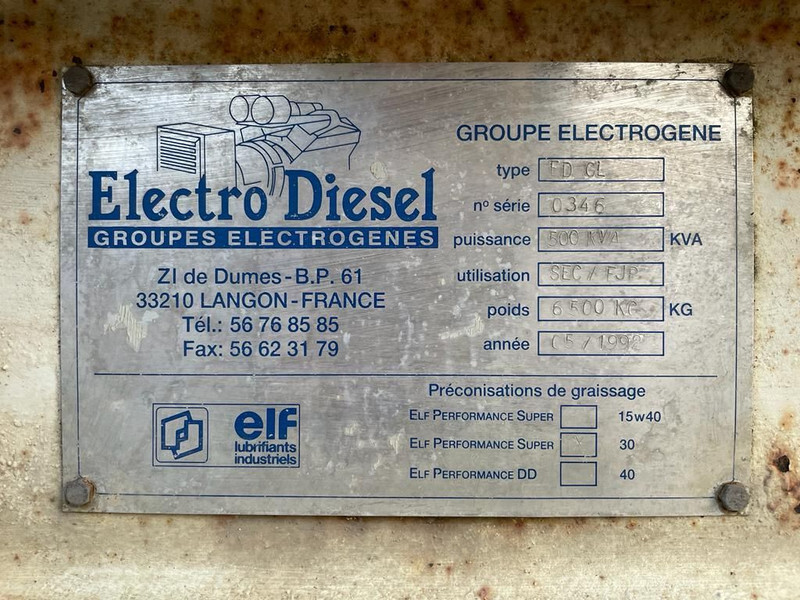 Electro Diesel
GROUPES ELECTROGENES
ZI de Dumes - B.P. 61
33210 LANGON - FRANCE
Tél.: 56 76 85 85
Fax: 56 62 31 79
GROUPE ELECTROGENE
type ED GL
n° série 0346
puissance 500 KVA KVA
utilisation SEC / EJP
poids 6 500 KG KG
année 05 / 1992
elf
lubrifiants
industriels
Préconisations de graissage
ELF PERFORMANCE SUPER 15w40
ELF PERFORMANCE SUPER X 30
ELF PERFORMANCE DD 40